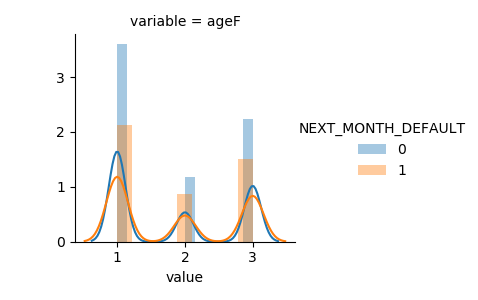 variable = ageF
3
2
1
0
1 2 3
value
NEXT_MONTH_DEFAULT
0
1